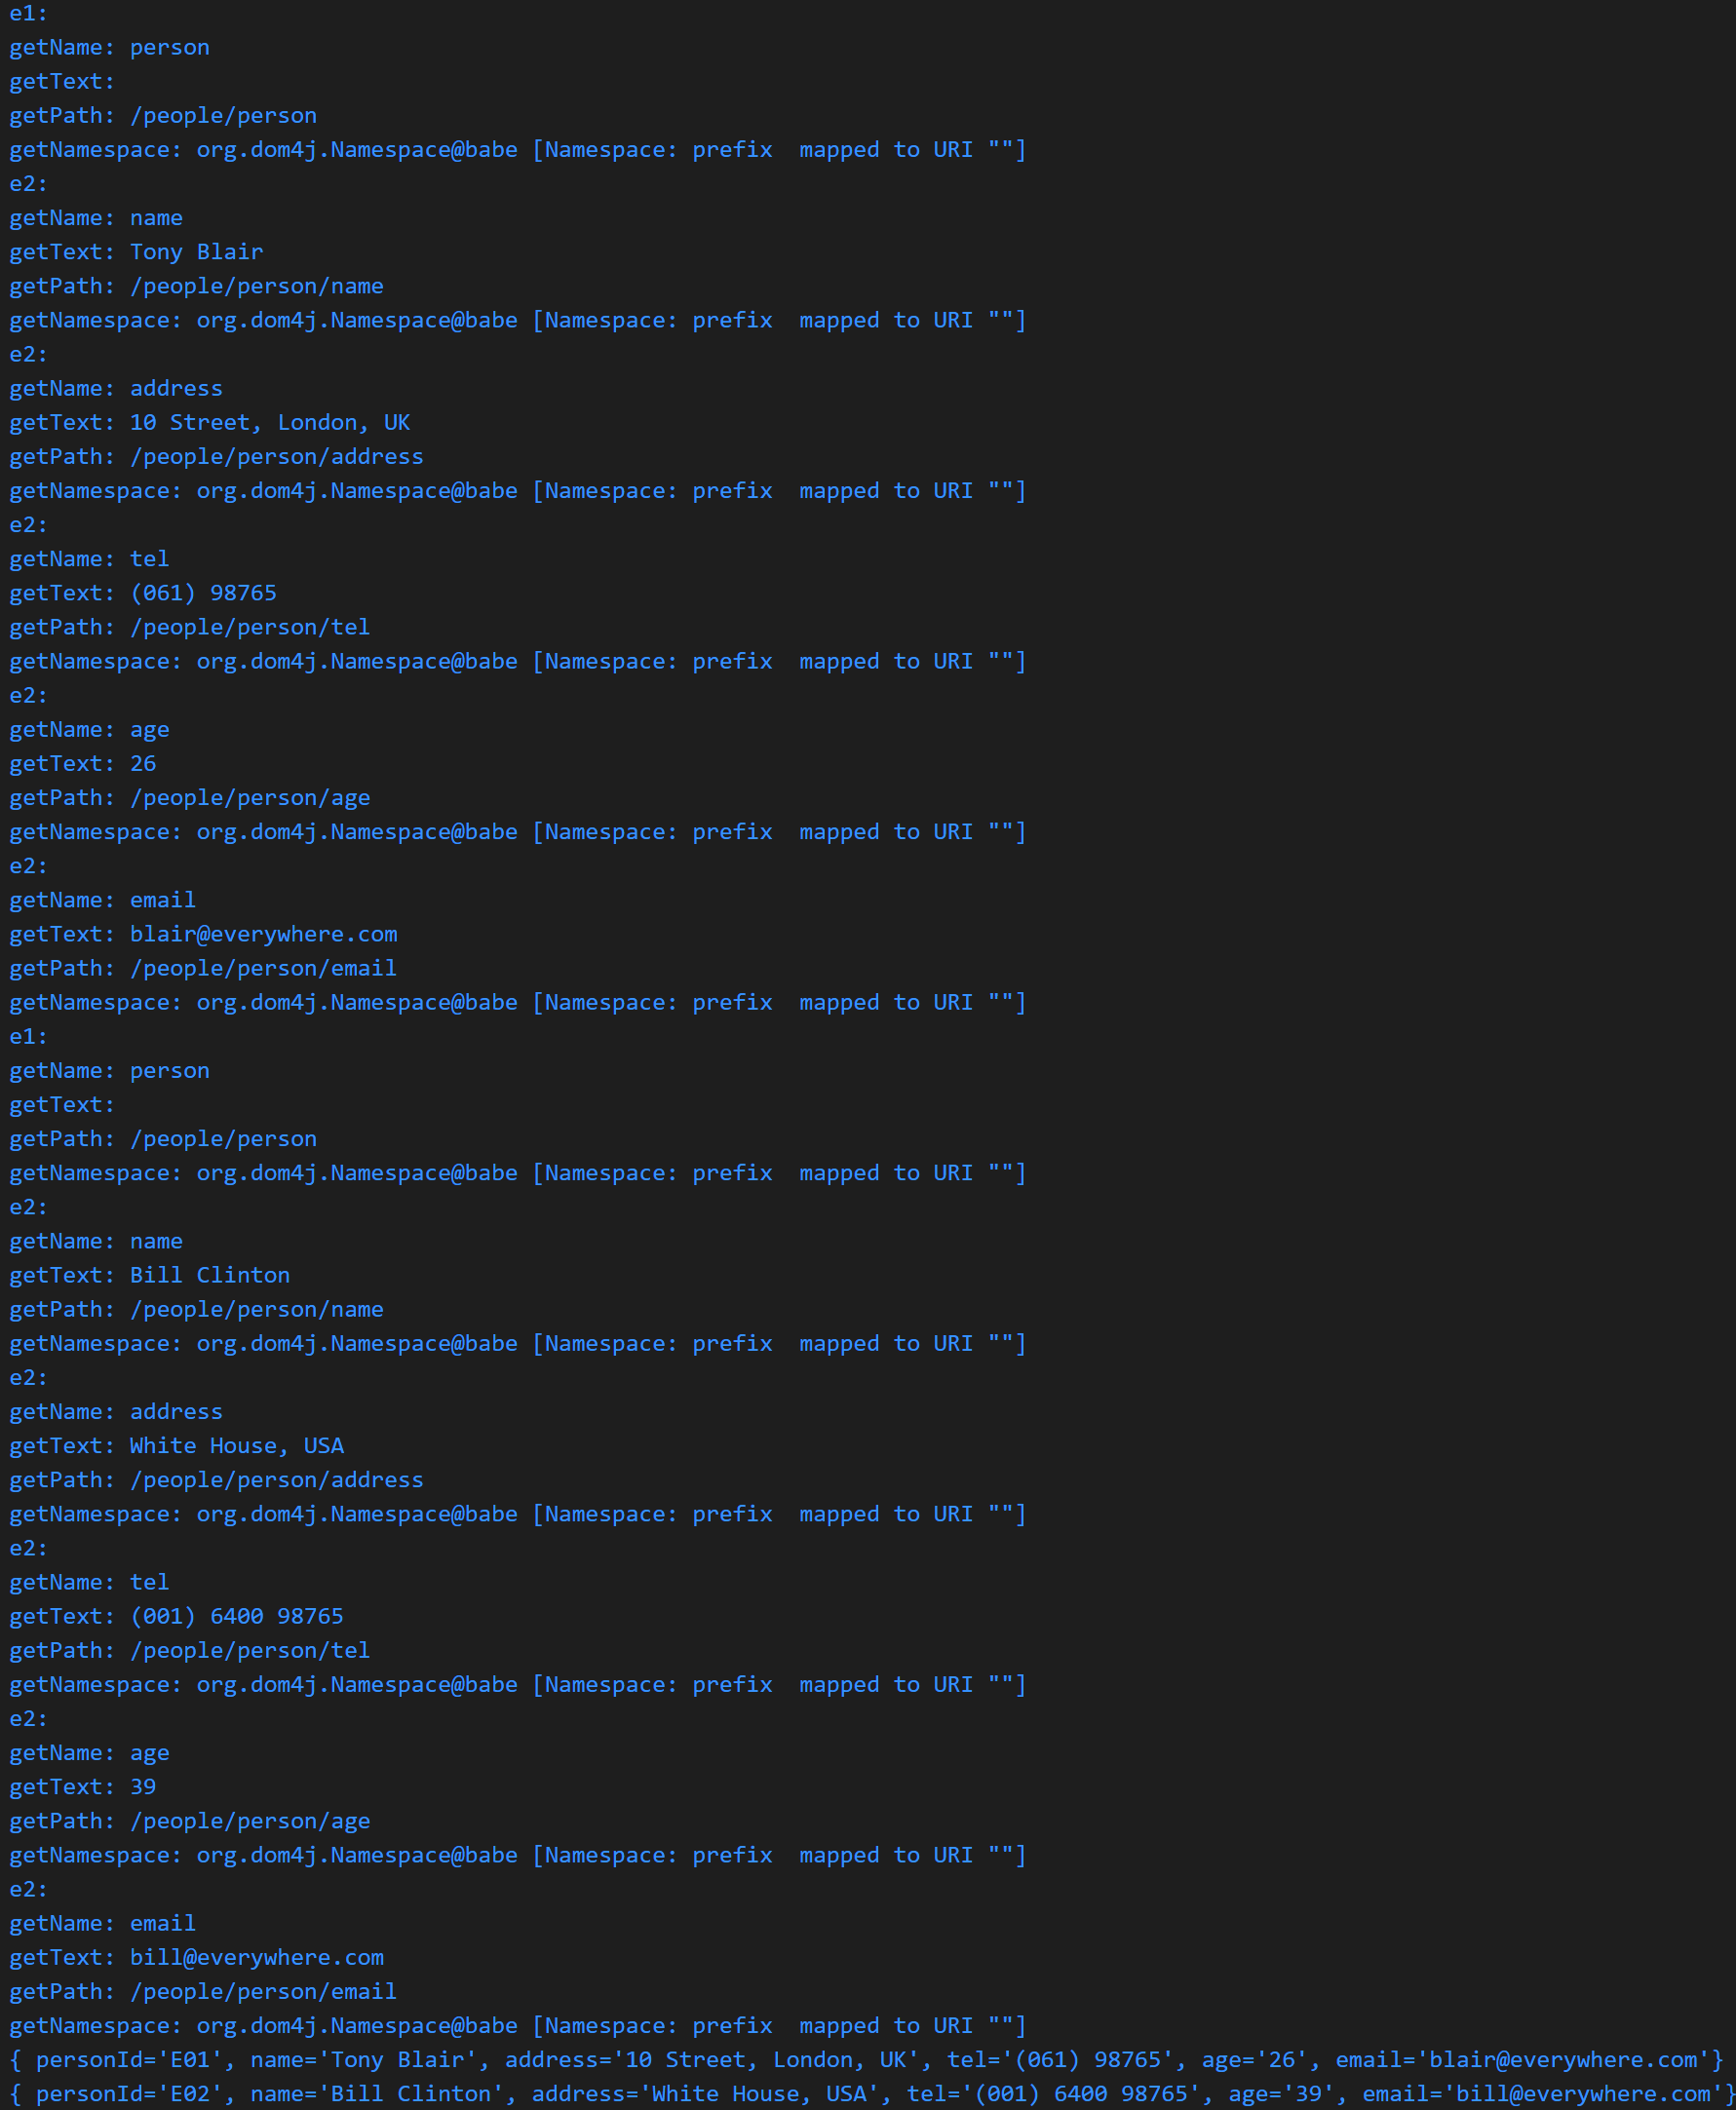 e1:
getName: person
getText:
getPath: /people/person
getNamespace: org.dom4j.Namespace@babe [Namespace: prefix  mapped to URI ""]
e2:
getName: name
getText: Tony Blair
getPath: /people/person/name
getNamespace: org.dom4j.Namespace@babe [Namespace: prefix  mapped to URI ""]
e2:
getName: address
getText: 10 Street, London, UK
getPath: /people/person/address
getNamespace: org.dom4j.Namespace@babe [Namespace: prefix  mapped to URI ""]
e2:
getName: tel
getText: (061) 98765
getPath: /people/person/tel
getNamespace: org.dom4j.Namespace@babe [Namespace: prefix  mapped to URI ""]
e2:
getName: age
getText: 26
getPath: /people/person/age
getNamespace: org.dom4j.Namespace@babe [Namespace: prefix  mapped to URI ""]
e2:
getName: email
getText: blair@everywhere.com
getPath: /people/person/email
getNamespace: org.dom4j.Namespace@babe [Namespace: prefix  mapped to URI ""]
e1:
getName: person
getText:
getPath: /people/person
getNamespace: org.dom4j.Namespace@babe [Namespace: prefix  mapped to URI ""]
e2:
getName: name
getText: Bill Clinton
getPath: /people/person/name
getNamespace: org.dom4j.Namespace@babe [Namespace: prefix  mapped to URI ""]
e2:
getName: address
getText: White House, USA
getPath: /people/person/address
getNamespace: org.dom4j.Namespace@babe [Namespace: prefix  mapped to URI ""]
e2:
getName: tel
getText: (001) 6400 98765
getPath: /people/person/tel
getNamespace: org.dom4j.Namespace@babe [Namespace: prefix  mapped to URI ""]
e2:
getName: age
getText: 39
getPath: /people/person/age
getNamespace: org.dom4j.Namespace@babe [Namespace: prefix  mapped to URI ""]
e2:
getName: email
getText: bill@everywhere.com
getPath: /people/person/email
getNamespace: org.dom4j.Namespace@babe [Namespace: prefix  mapped to URI ""]
{ personId='E01', name='Tony Blair', address='10 Street, London, UK', tel='(061) 98765', age='26', email='blair@everywhere.com'}
{ personId='E02', name='Bill Clinton', address='White House, USA', tel='(001) 6400 98765', age='39', email='bill@everywhere.com'}